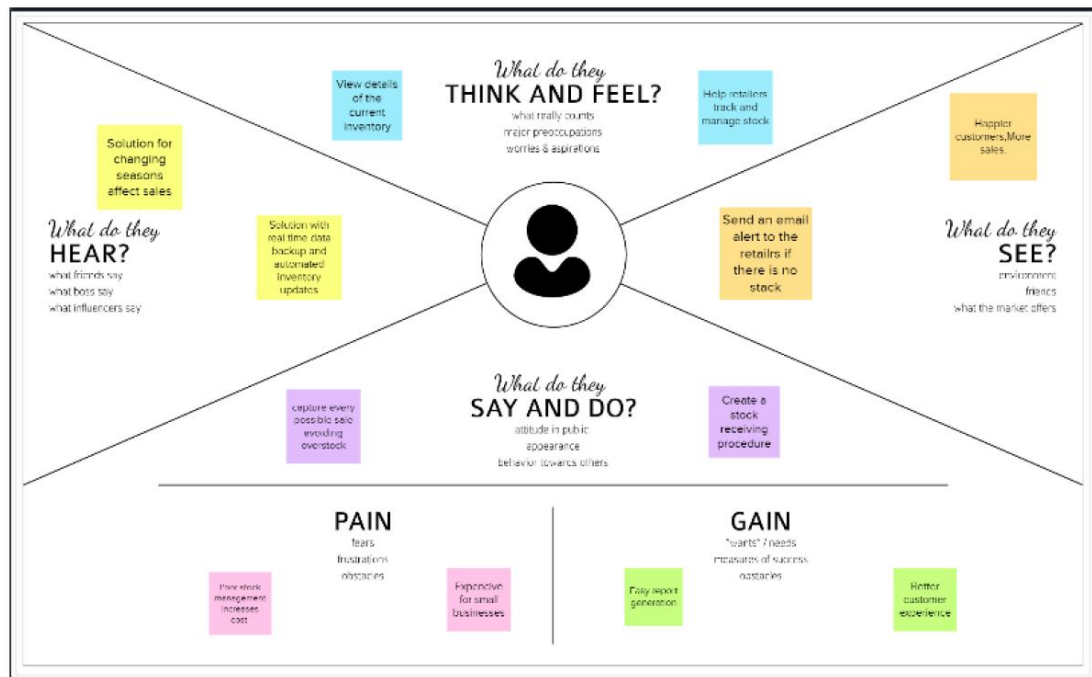 What do they
THINK AND FEEL?
what really counts
major preoccupations
worries & aspirations
View details
of the
current
inventory
Help retailers
track and
manage stock
Solution for
changing
seasons
affect sales
What do they
HEAR?
what friends say
what boss say
what influencers say
Solution with
real time data
backup and
automated
inventory
updates
Happier
customers,More
sales.
Send an email
alert to the
retailrs if
there is no
stack
What do they
SEE?
environment
friends
what the market offers
What do they
SAY AND DO?
attitude in public
appearance
behavior towards others
capture every
possible sale
avoiding
overstock
Create a
stock
receiving
procedure
PAIN
fears
frustrations
obstacles
Poor stock
management
increases
cost
Expencive
for small
businesses
GAIN
"wants" / needs
measures of success
obstacles
Easy report
generation
Better
customer
experience